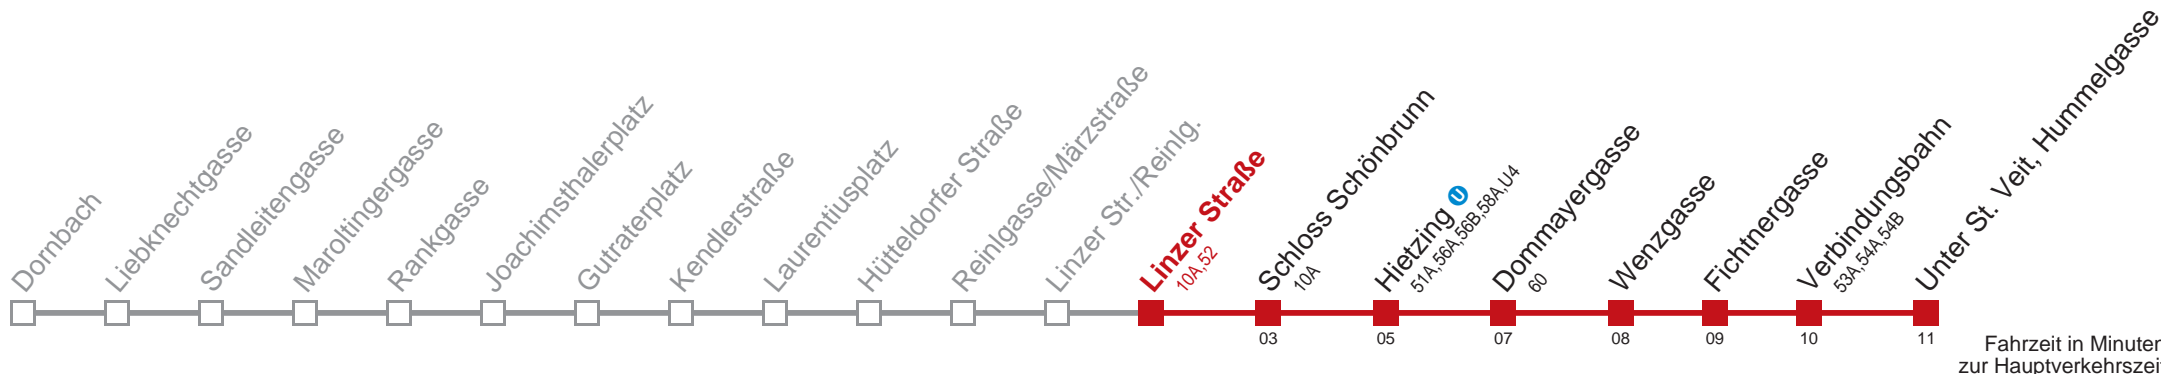 Dornbach
Liebknechtgasse
Sandleitengasse
Maroltingergasse
Rankgasse
Joachimsthalerplatz
Gutraterplatz
Kendlerstraße
Laurentiusplatz
Hütteldorfer Straße
Reinlgasse/Märzstraße
Linzer Str./Reinlg.
Linzer Straße
10A,52
Schloss Schönbrunn
10A
Hietzing U
51A,56A,56B,58A,U4
Dommayergasse
60
Wenzgasse
Fichtnergasse
Verbindungsbahn
53A,54A,54B
Unter St. Veit, Hummelgasse
03 05 07 08 09 10 11
Fahrzeit in Minuten
zur Hauptverkehrszeit